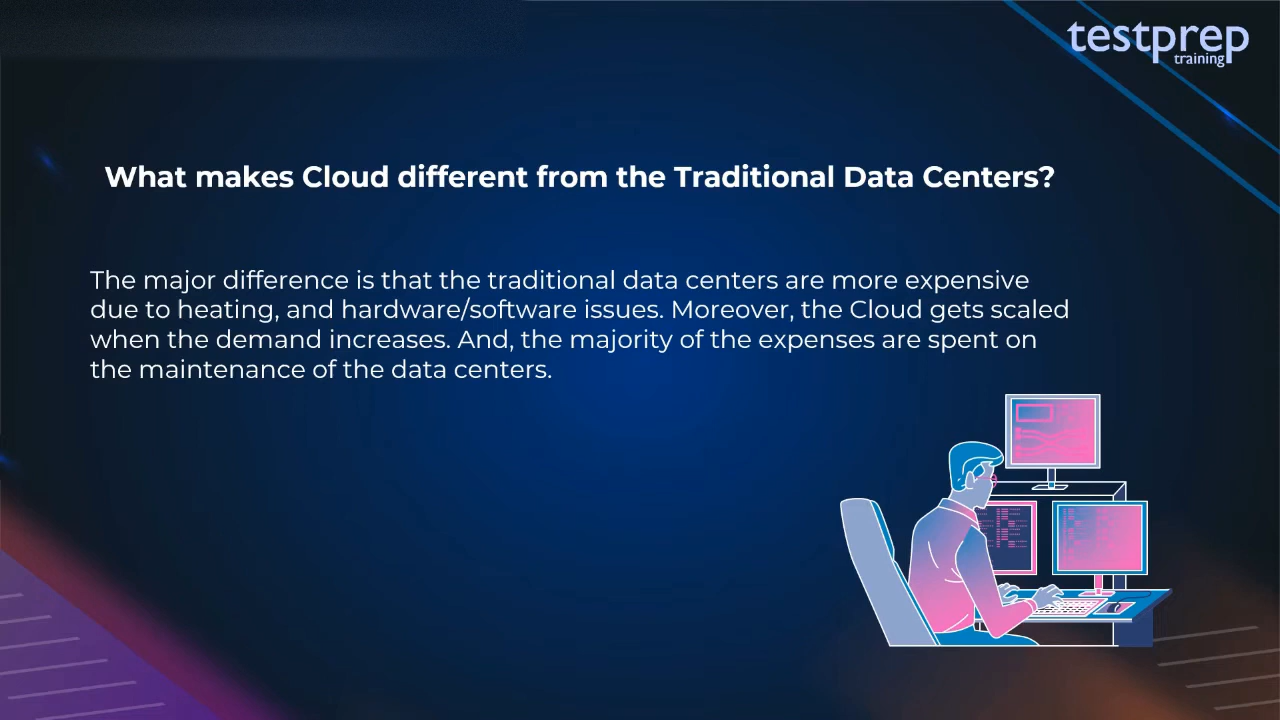 testprep
training
What makes Cloud different from the Traditional Data Centers?
The major difference is that the traditional data centers are more expensive
due to heating, and hardware/software issues. Moreover, the Cloud gets scaled
when the demand increases. And, the majority of the expenses are spent on
the maintenance of the data centers.